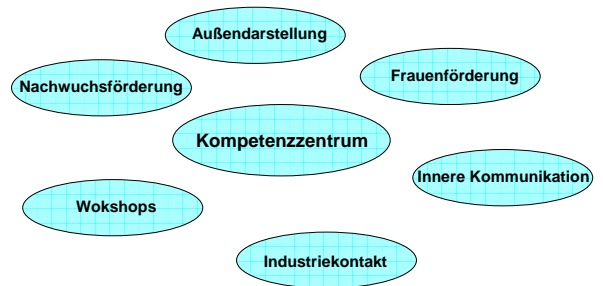 Außendarstellung
Frauenförderung
Nachwuchsförderung
Kompetenzzentrum
Innere Kommunikation
Wokshops
Industriekontakt